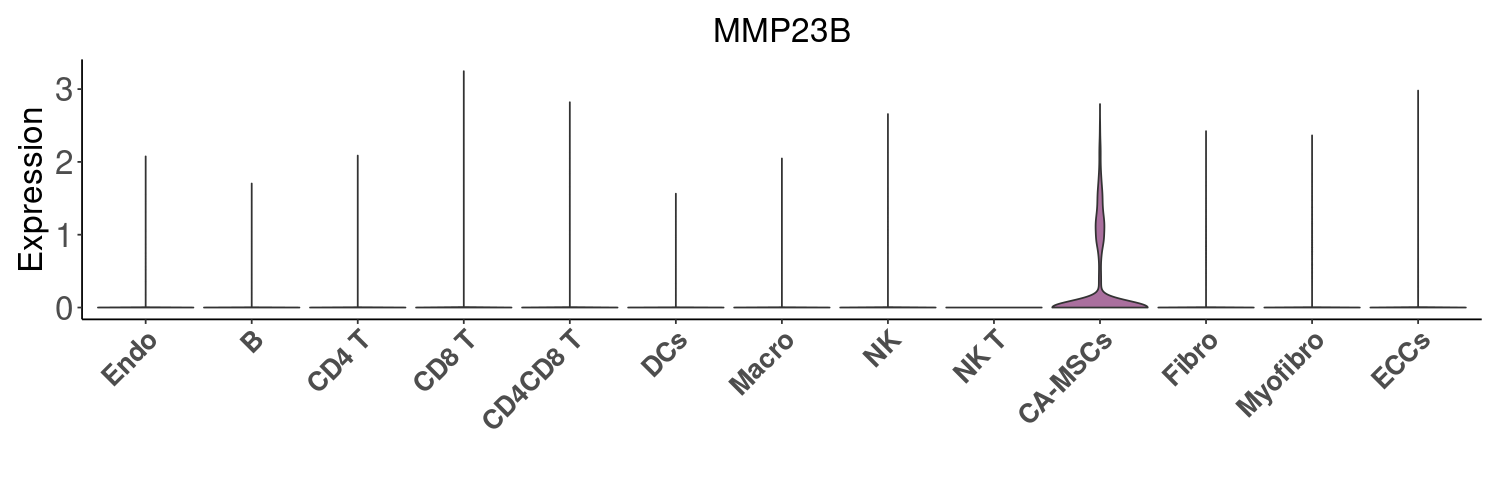 MMP23B
Expression
3
2
1
0
Endo
B
CD4 T
CD8 T
CD4CD8 T
DCs
Macro
NK
NK T
CA-MSCs
Fibro
Myofibro
ECCs